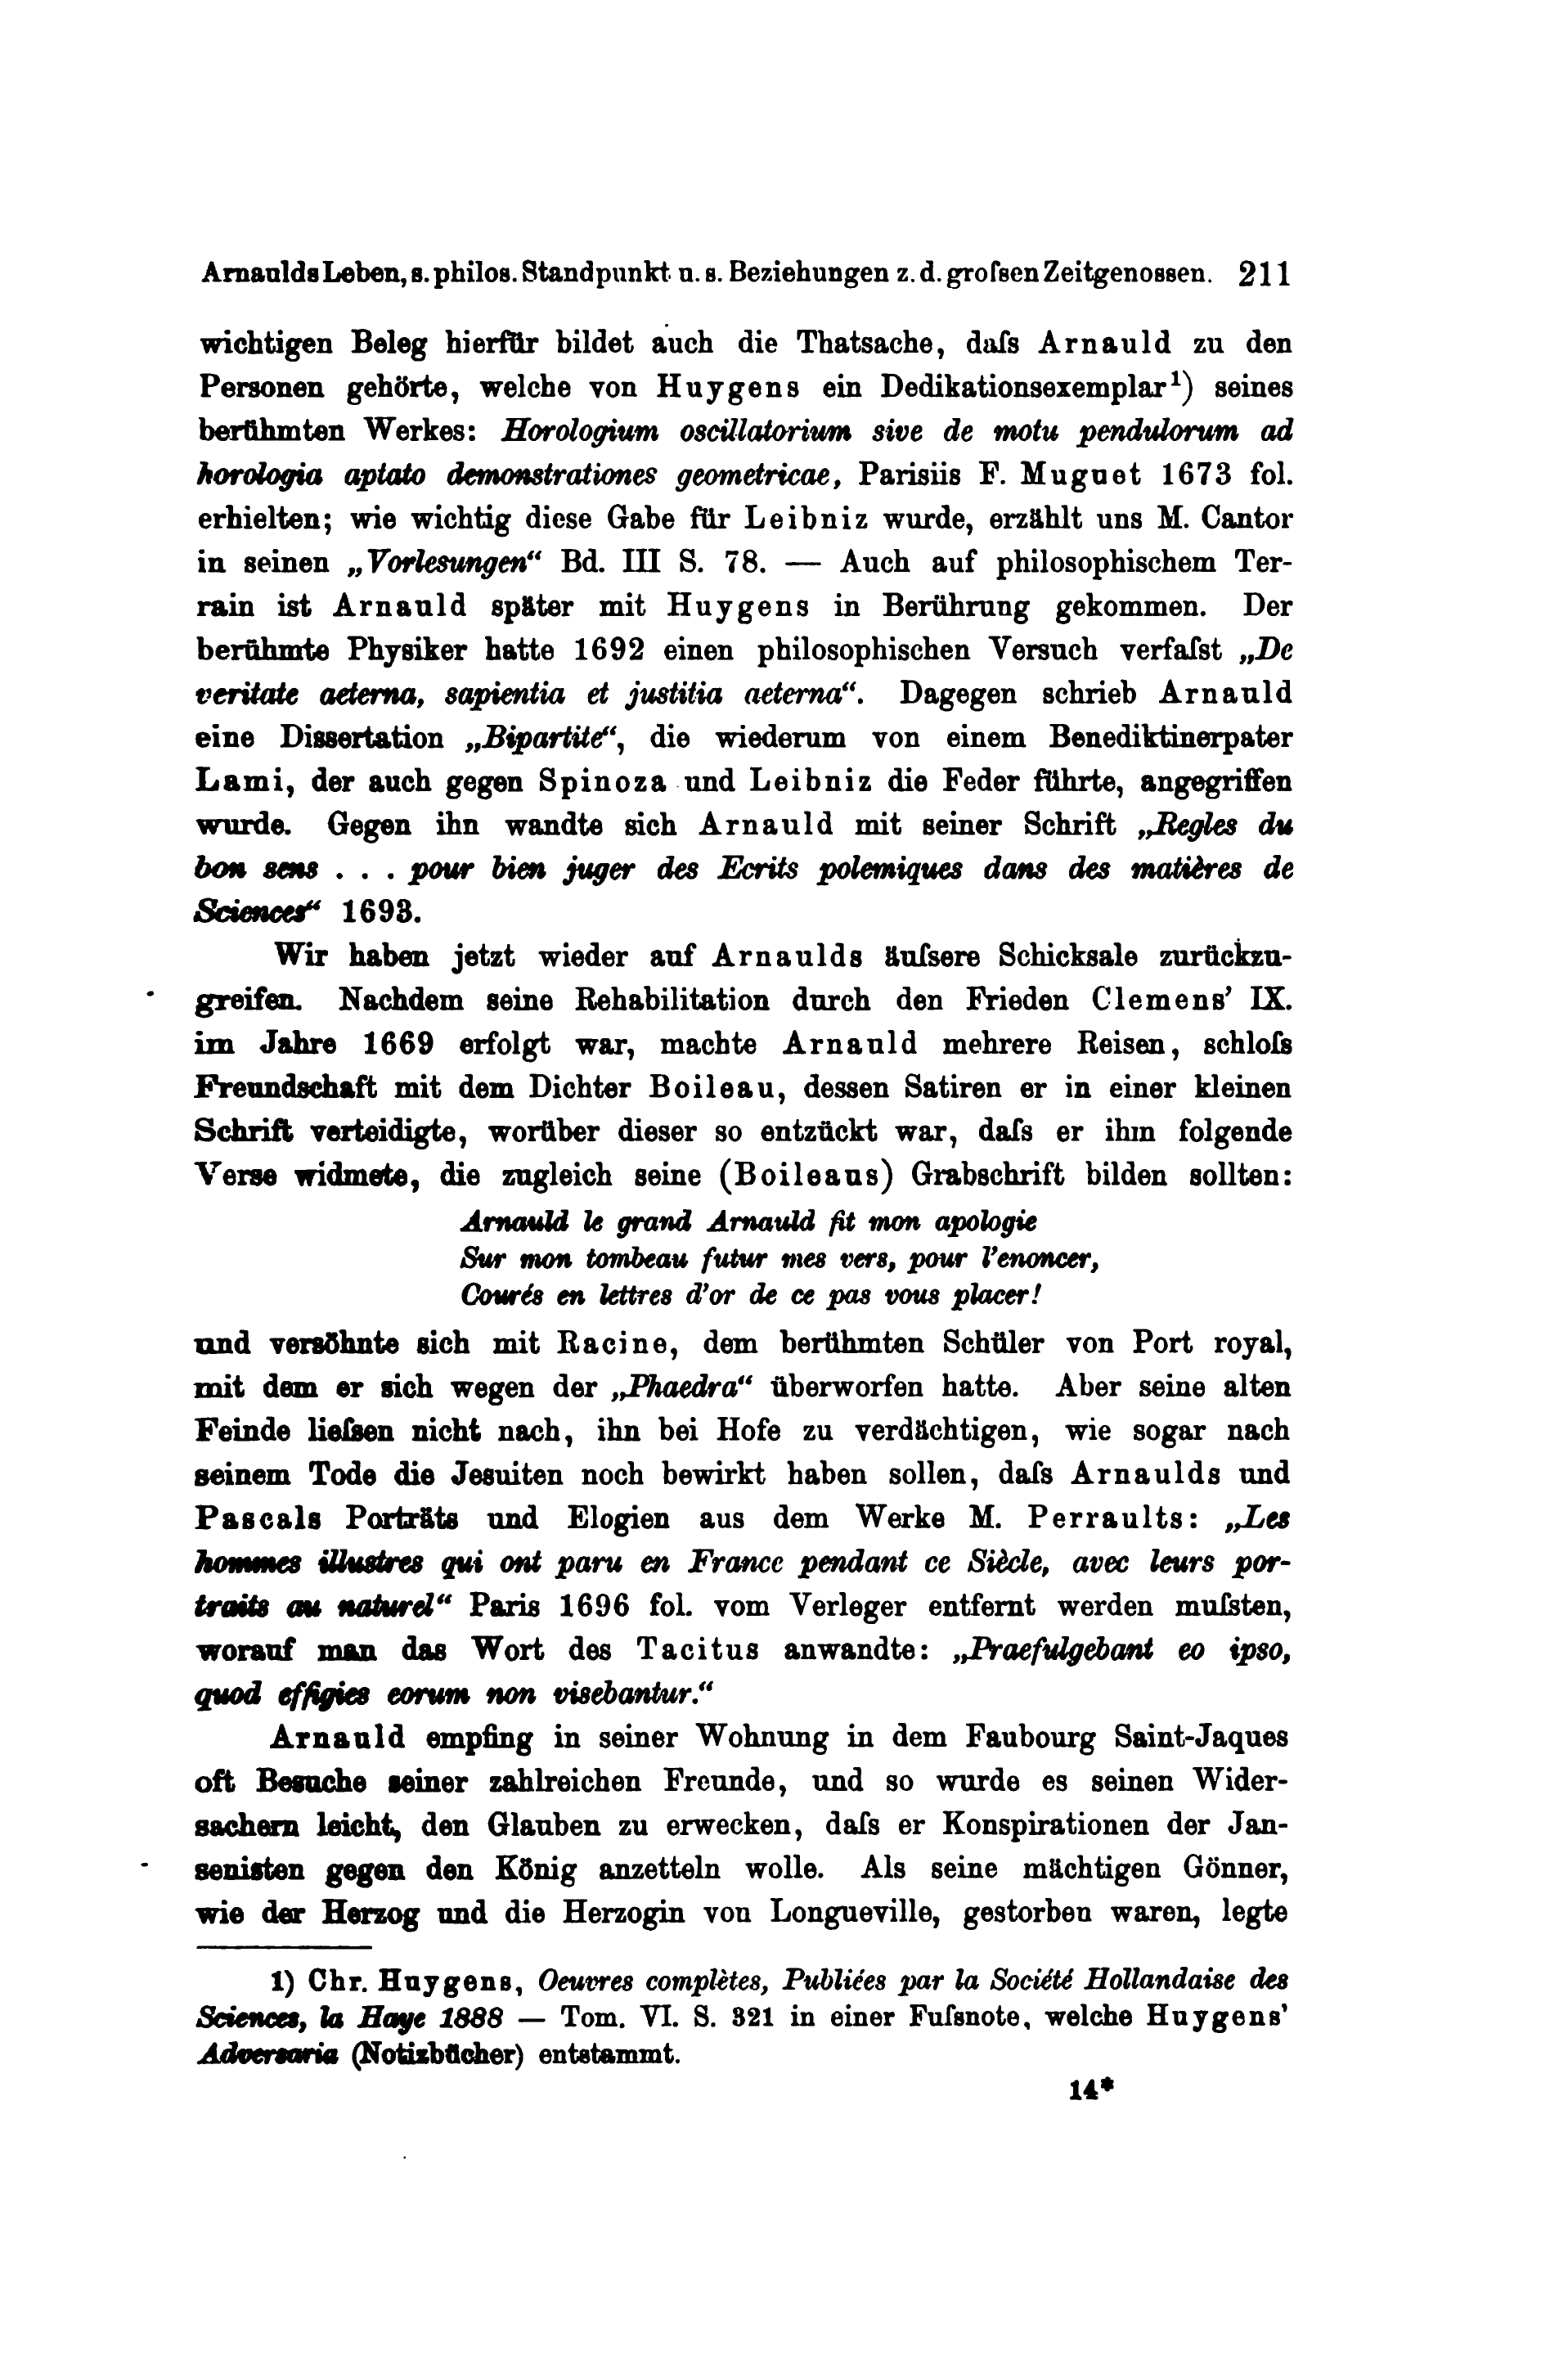 Arnaulds Leben, s. philos. Standpunkt u. s. Beziehungen z. d. groſsen Zeitgenossen. 211
wichtigen Beleg hierfür bildet auch die Thatsache, daſs Arnauld zu den
Personen gehörte, welche von Huygens ein Dedikationsexemplar¹) seines
berühmten Werkes: Horologium oscillatorium sive de motu pendulorum ad
horologia aptato demonstrationes geometricae, Parisiis F. Muguet 1673 fol.
erhielten; wie wichtig diese Gabe für Leibniz wurde, erzählt uns M. Cantor
in seinen „Vorlesungen“ Bd. III S. 78. — Auch auf philosophischem Ter-
rain ist Arnauld später mit Huygens in Berührung gekommen. Der
berühmte Physiker hatte 1692 einen philosophischen Versuch verfaſst „De
veritate aeterna, sapientia et justitia aeterna“. Dagegen schrieb Arnauld
eine Dissertation „Bipartite“, die wiederum von einem Benediktinerpater
Lami, der auch gegen Spinoza und Leibniz die Feder führte, angegriffen
wurde. Gegen ihn wandte sich Arnauld mit seiner Schrift „Regles du
bon sens . . . pour bien juger des Ecrits polemiques dans des matières de
Sciences“ 1693.
Wir haben jetzt wieder auf Arnaulds äuſsere Schicksale zurückzu-
greifen. Nachdem seine Rehabilitation durch den Frieden Clemens’ IX.
im Jahre 1669 erfolgt war, machte Arnauld mehrere Reisen, schloſs
Freundschaft mit dem Dichter Boileau, dessen Satiren er in einer kleinen
Schrift verteidigte, worüber dieser so entzückt war, daſs er ihm folgende
Verse widmete, die zugleich seine (Boileaus) Grabschrift bilden sollten:
Arnauld le grand Arnauld fit mon apologie
Sur mon tombeau futur mes vers, pour l’enoncer,
Courés en lettres d’or de ce pas vous placer!
und versöhnte sich mit Racine, dem berühmten Schüler von Port royal,
mit dem er sich wegen der „Phaedra“ überworfen hatte. Aber seine alten
Feinde lieſsen nicht nach, ihn bei Hofe zu verdächtigen, wie sogar nach
seinem Tode die Jesuiten noch bewirkt haben sollen, daſs Arnaulds und
Pascals Porträts und Elogien aus dem Werke M. Perraults: „Les
hommes illustres qui ont paru en France pendant ce Siècle, avec leurs por-
traits au naturel“ Paris 1696 fol. vom Verleger entfernt werden muſsten,
worauf man das Wort des Tacitus anwandte: „Praefulgebant eo ipso,
quod effigies eorum non visebantur.“
Arnauld empfing in seiner Wohnung in dem Faubourg Saint-Jaques
oft Besuche seiner zahlreichen Freunde, und so wurde es seinen Wider-
sachern leicht, den Glauben zu erwecken, daſs er Konspirationen der Jan-
senisten gegen den König anzetteln wolle. Als seine mächtigen Gönner,
wie der Herzog und die Herzogin von Longueville, gestorben waren, legte
1) Chr. Huygens, Oeuvres complètes, Publiées par la Société Hollandaise des
Sciences, la Haye 1888 — Tom. VI. S. 321 in einer Fuſsnote, welche Huygens’
Adversaria (Notizbücher) entstammt.
14*